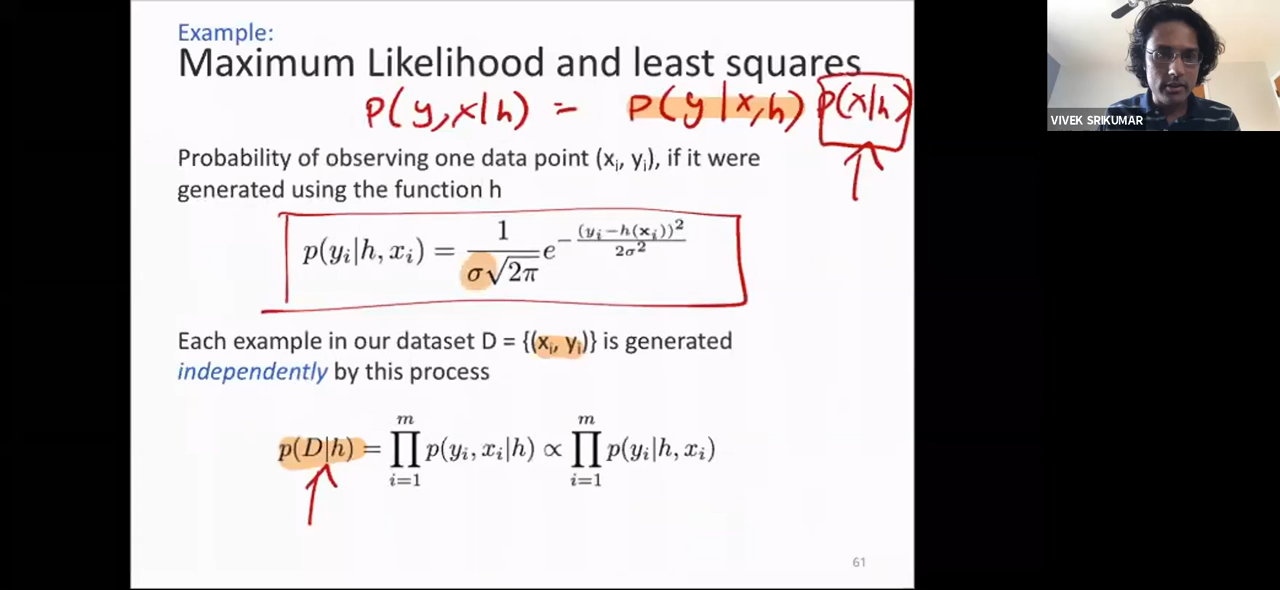 Example:
Maximum Likelihood and least squares
P(y,x|h) = P(y|x,h) P(x|h)
VIVEK SRIKUMAR
Probability of observing one data point (xᵢ, yᵢ), if it were
generated using the function h
p(yᵢ|h, xᵢ) = 1/(σ√2π) e^(−(yᵢ−h(xᵢ))²/(2σ²))
Each example in our dataset D = {(xᵢ, yᵢ)} is generated
independently by this process
p(D|h) = ∏_{i=1}^{m} p(yᵢ, xᵢ|h) ∝ ∏_{i=1}^{m} p(yᵢ|h, xᵢ)
61